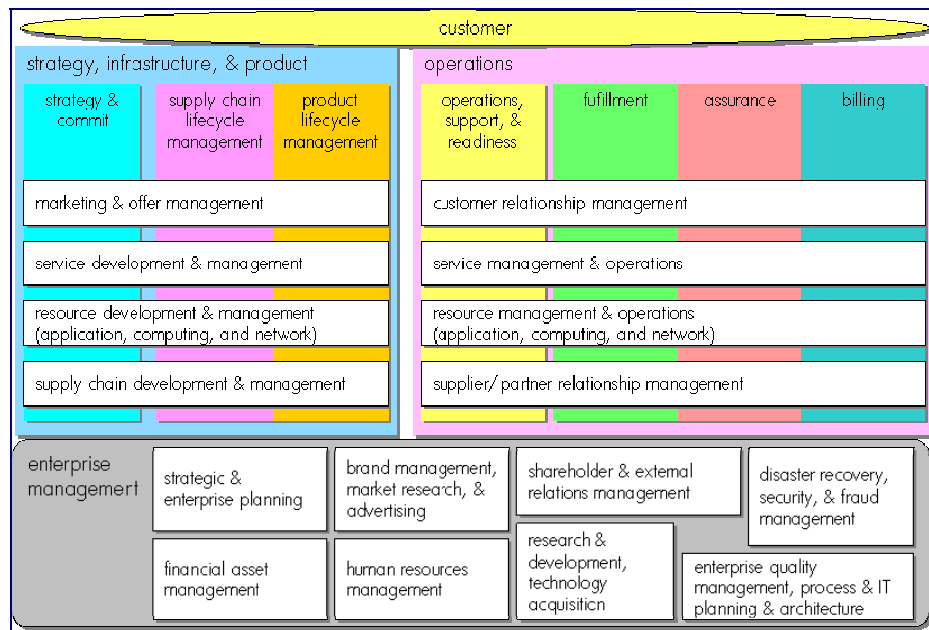 customer
strategy, infrastructure, & product
strategy &
commit
supply chain
lifecycle
management
product
lifecycle
management
marketing & offer management
service development & management
resource development & management
(application, computing, and network)
supply chain development & management
operations
operations,
support, &
readiness
fufillment
assurance
billing
customer relationship management
service management & operations
resource management & operations
(application, computing, and network)
supplier/partner relationship management
enterprise
management
strategic &
enterprise planning
brand management,
market research, &
advertising
shareholder & external
relations management
disaster recovery,
security, & fraud
management
financial asset
management
human resources
management
research &
development,
technology
acquisition
enterprise quality
management, process & IT
planning & architecture